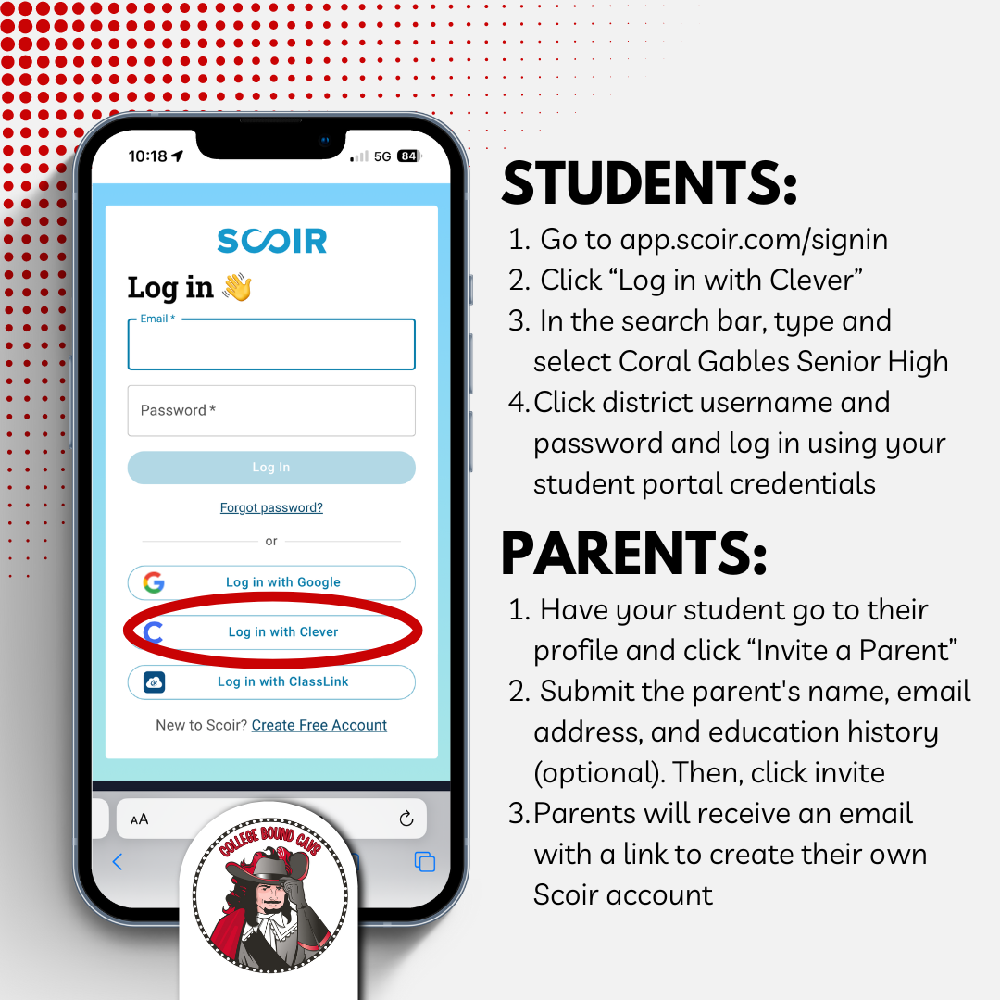 10:18
5G 84
SCOIR
Log in 👋
Email *
Password *
Log In
Forgot password?
or
Log in with Google
Log in with Clever
Log in with ClassLink
New to Scoir? Create Free Account
AA
COLLEGE BOUND CAVS
STUDENTS:
1. Go to app.scoir.com/signin
2. Click “Log in with Clever”
3. In the search bar, type and
select Coral Gables Senior High
4. Click district username and
password and log in using your
student portal credentials
PARENTS:
1. Have your student go to their
profile and click “Invite a Parent”
2. Submit the parent's name, email
address, and education history
(optional). Then, click invite
3. Parents will receive an email
with a link to create their own
Scoir account